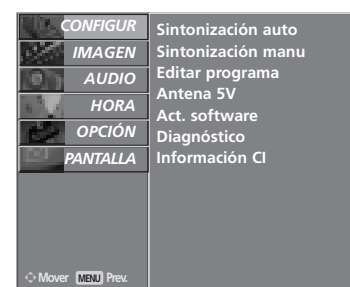 CONFIGUR
IMAGEN
AUDIO
HORA
OPCIÓN
PANTALLA
Sintonización auto
Sintonización manu
Editar programa
Antena 5V
Act. software
Diagnóstico
Información CI
Mover MENU Prev.